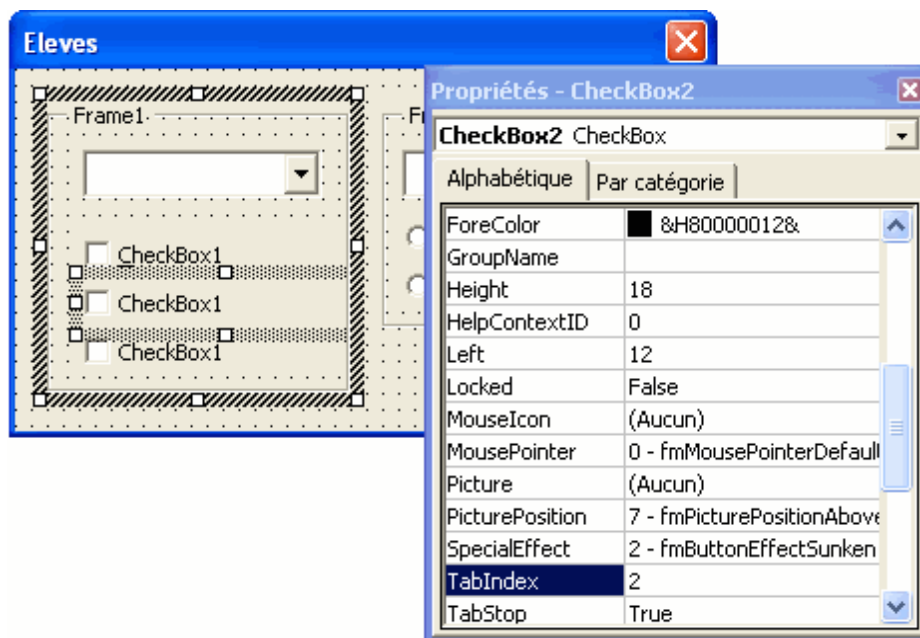 Eleves
Frame1
CheckBox1
CheckBox1
CheckBox1
Propriétés - CheckBox2
CheckBox2 CheckBox
Alphabétique
Par catégorie
ForeColor &H80000012&
GroupName
Height 18
HelpContextID 0
Left 12
Locked False
MouseIcon (Aucun)
MousePointer 0 - fmMousePointerDefaul
Picture (Aucun)
PicturePosition 7 - fmPicturePositionAbove
SpecialEffect 2 - fmButtonEffectSunken
TabIndex 2
TabStop True